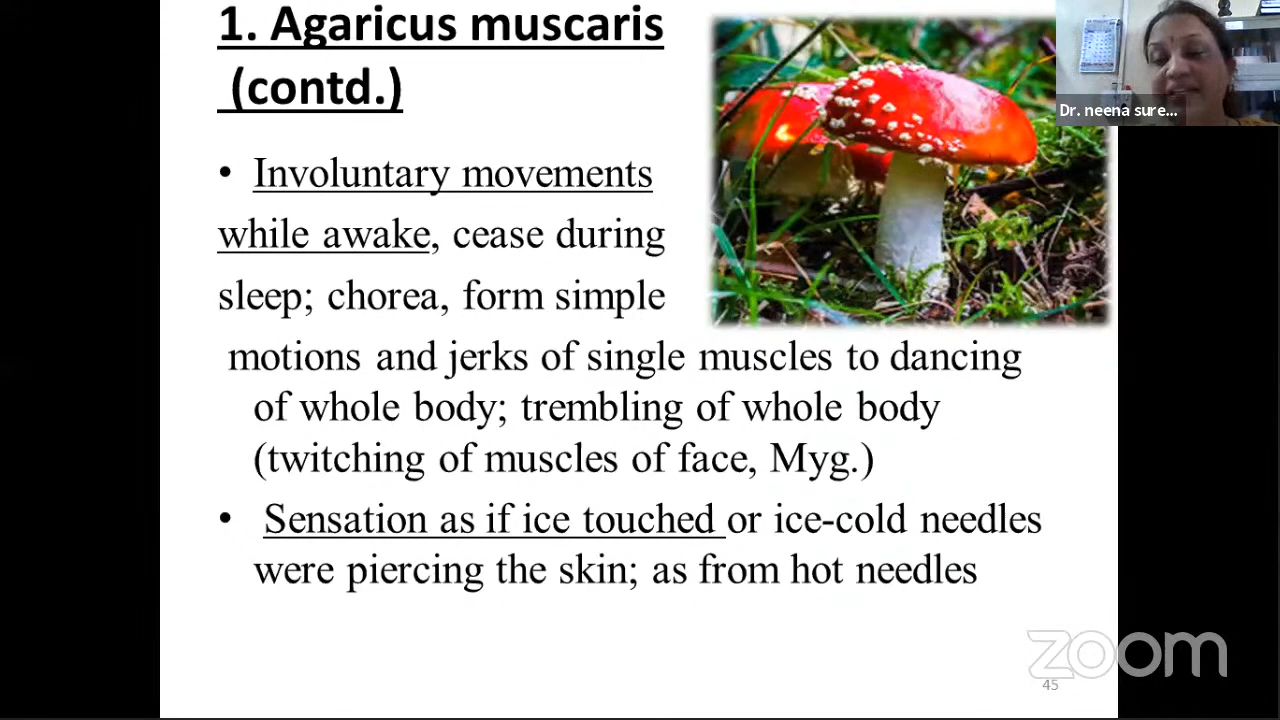 1. Agaricus muscaris
(contd.)
Dr. neena sure...
• Involuntary movements
while awake, cease during
sleep; chorea, form simple
motions and jerks of single muscles to dancing
of whole body; trembling of whole body
(twitching of muscles of face, Myg.)
• Sensation as if ice touched or ice-cold needles
were piercing the skin; as from hot needles
zoom
45